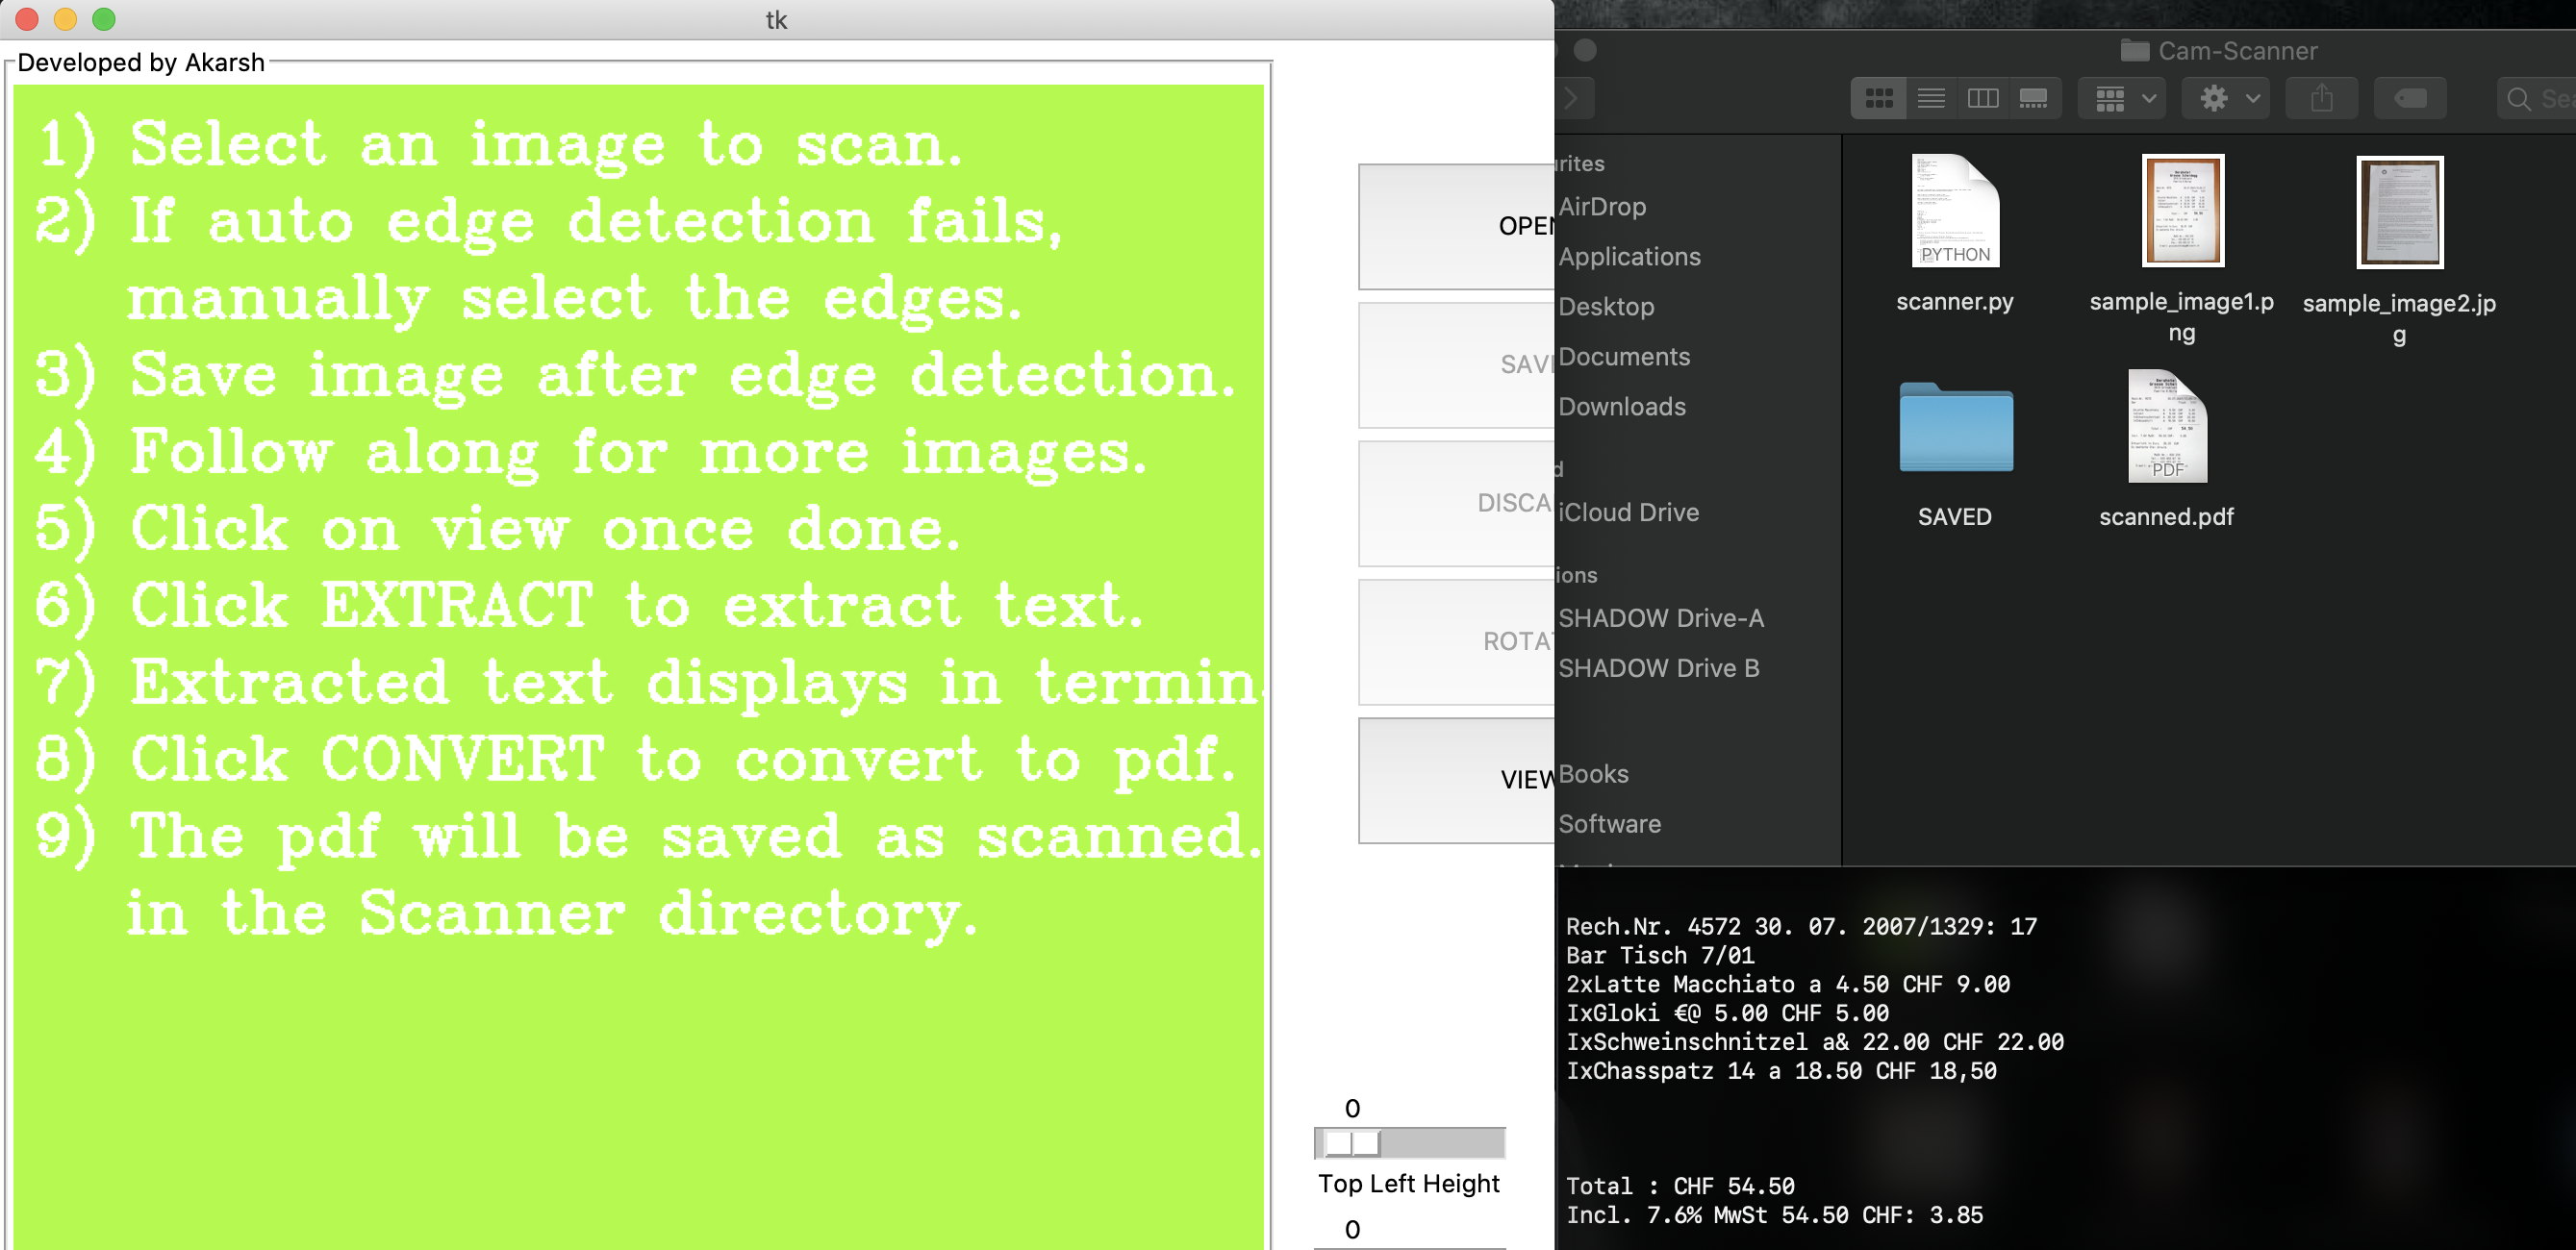 tk
Developed by Akarsh
1) Select an image to scan.
2) If auto edge detection fails,
manually select the edges.
3) Save image after edge detection.
4) Follow along for more images.
5) Click on view once done.
6) Click EXTRACT to extract text.
7) Extracted text displays in termin
8) Click CONVERT to convert to pdf.
9) The pdf will be saved as scanned.
in the Scanner directory.
OPEN
SAV
DISCA
ROTA
VIEW
0
Top Left Height
0
Cam-Scanner
Sea
rites
AirDrop
Applications
Desktop
Documents
Downloads
d
iCloud Drive
ions
SHADOW Drive-A
SHADOW Drive B
Books
Software
PYTHON
scanner.py
sample_image1.p
ng
sample_image2.jp
g
SAVED
PDF
scanned.pdf
Rech.Nr. 4572 30. 07. 2007/1329: 17
Bar Tisch 7/01
2xLatte Macchiato a 4.50 CHF 9.00
IxGloki €@ 5.00 CHF 5.00
IxSchweinschnitzel a& 22.00 CHF 22.00
IxChasspatz 14 a 18.50 CHF 18,50
Total : CHF 54.50
Incl. 7.6% MwSt 54.50 CHF: 3.85